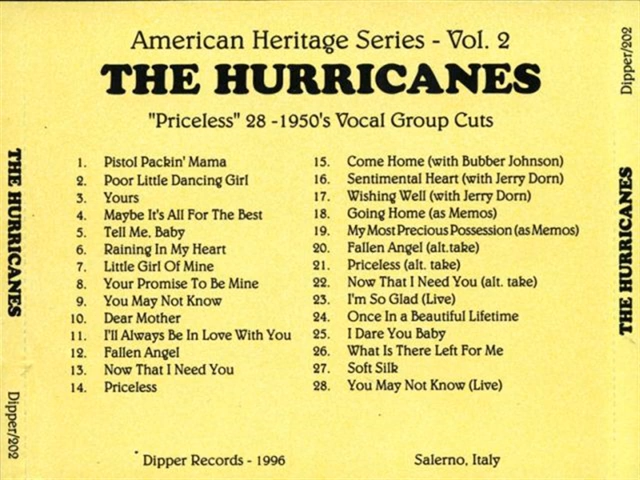 American Heritage Series - Vol. 2
THE HURRICANES
"Priceless" 28 -1950's Vocal Group Cuts
1. Pistol Packin' Mama
2. Poor Little Dancing Girl
3. Yours
4. Maybe It's All For The Best
5. Tell Me, Baby
6. Raining In My Heart
7. Little Girl Of Mine
8. Your Promise To Be Mine
9. You May Not Know
10. Dear Mother
11. I'll Always Be In Love With You
12. Fallen Angel
13. Now That I Need You
14. Priceless
15. Come Home (with Bubber Johnson)
16. Sentimental Heart (with Jerry Dorn)
17. Wishing Well (with Jerry Dorn)
18. Going Home (as Memos)
19. My Most Precious Possession (as Memos)
20. Fallen Angel (alt.take)
21. Priceless (alt. take)
22. Now That I Need You (alt. take)
23. I'm So Glad (Live)
24. Once In a Beautiful Lifetime
25. I Dare You Baby
26. What Is There Left For Me
27. Soft Silk
28. You May Not Know (Live)
Dipper Records - 1996
Salerno, Italy
THE HURRICANES
Dipper/202
Dipper/202
THE HURRICANES